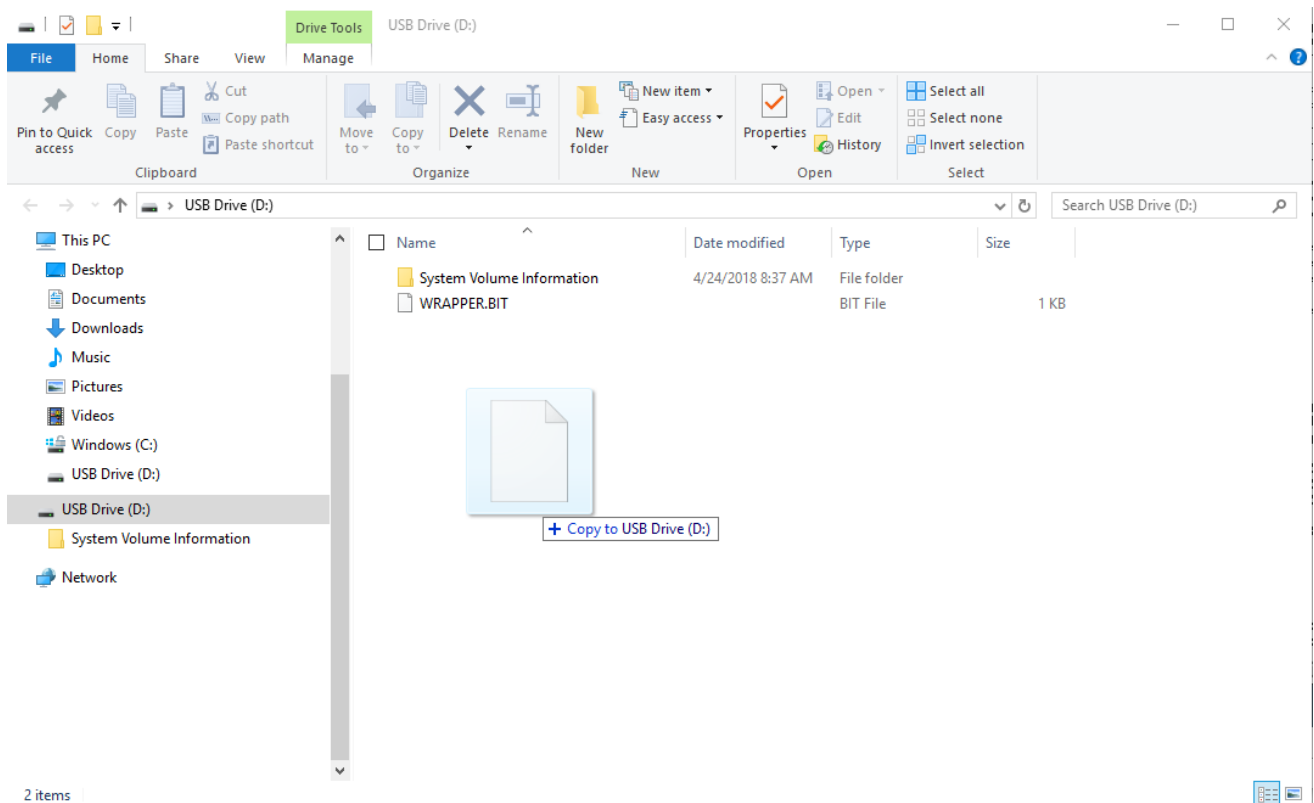 Drive Tools USB Drive (D:)
File Home Share View Manage
Pin to Quick access
Copy
Paste
Cut
Copy path
Paste shortcut
Clipboard
Move to
Copy to
Delete
Rename
Organize
New folder
New item
Easy access
New
Properties
Open
Edit
History
Open
Select all
Select none
Invert selection
Select
USB Drive (D:)
Search USB Drive (D:)
This PC
Desktop
Documents
Downloads
Music
Pictures
Videos
Windows (C:)
USB Drive (D:)
USB Drive (D:)
System Volume Information
Network
Name Date modified Type Size
System Volume Information 4/24/2018 8:37 AM File folder
WRAPPER.BIT BIT File 1 KB
+ Copy to USB Drive (D:)
2 items